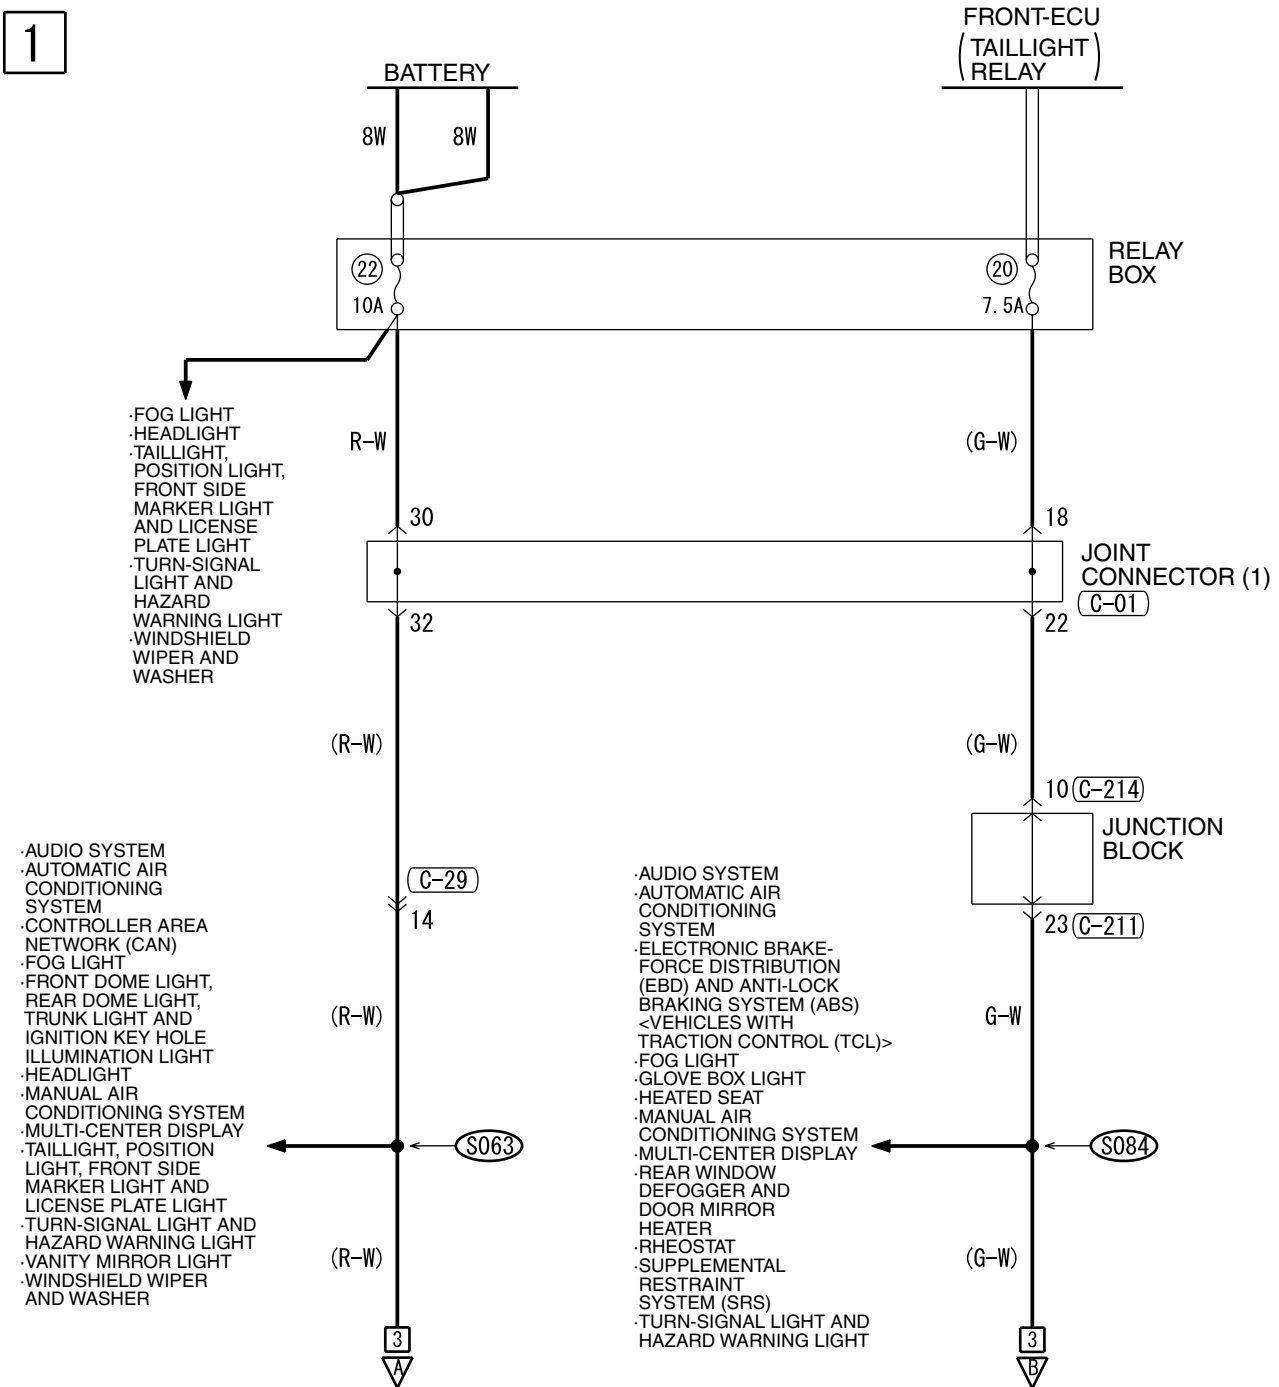 1
FRONT-ECU
(TAILLIGHT
RELAY)
BATTERY
8W
8W
RELAY
BOX
22
10A
20
7.5A
·FOG LIGHT
·HEADLIGHT
·TAILLIGHT,
POSITION LIGHT,
FRONT SIDE
MARKER LIGHT
AND LICENSE
PLATE LIGHT
·TURN-SIGNAL
LIGHT AND
HAZARD
WARNING LIGHT
·WINDSHIELD
WIPER AND
WASHER
R-W
(G-W)
30
18
JOINT
CONNECTOR (1)
C-01
32
22
(R-W)
(G-W)
10
C-214
JUNCTION
BLOCK
C-29
14
23
C-211
·AUDIO SYSTEM
·AUTOMATIC AIR
CONDITIONING
SYSTEM
·CONTROLLER AREA
NETWORK (CAN)
·FOG LIGHT
·FRONT DOME LIGHT,
REAR DOME LIGHT,
TRUNK LIGHT AND
IGNITION KEY HOLE
ILLUMINATION LIGHT
·HEADLIGHT
·MANUAL AIR
CONDITIONING SYSTEM
·MULTI-CENTER DISPLAY
·TAILLIGHT, POSITION
LIGHT, FRONT SIDE
MARKER LIGHT AND
LICENSE PLATE LIGHT
·TURN-SIGNAL LIGHT AND
HAZARD WARNING LIGHT
·VANITY MIRROR LIGHT
·WINDSHIELD WIPER
AND WASHER
(R-W)
S063
(R-W)
3
A
·AUDIO SYSTEM
·AUTOMATIC AIR
CONDITIONING
SYSTEM
·ELECTRONIC BRAKE-
FORCE DISTRIBUTION
(EBD) AND ANTI-LOCK
BRAKING SYSTEM (ABS)
<VEHICLES WITH
TRACTION CONTROL (TCL)>
·FOG LIGHT
·GLOVE BOX LIGHT
·HEATED SEAT
·MANUAL AIR
CONDITIONING SYSTEM
·MULTI-CENTER DISPLAY
·REAR WINDOW
DEFOGGER AND
DOOR MIRROR
HEATER
·RHEOSTAT
·SUPPLEMENTAL
RESTRAINT
SYSTEM (SRS)
·TURN-SIGNAL LIGHT AND
HAZARD WARNING LIGHT
G-W
S084
(G-W)
3
B